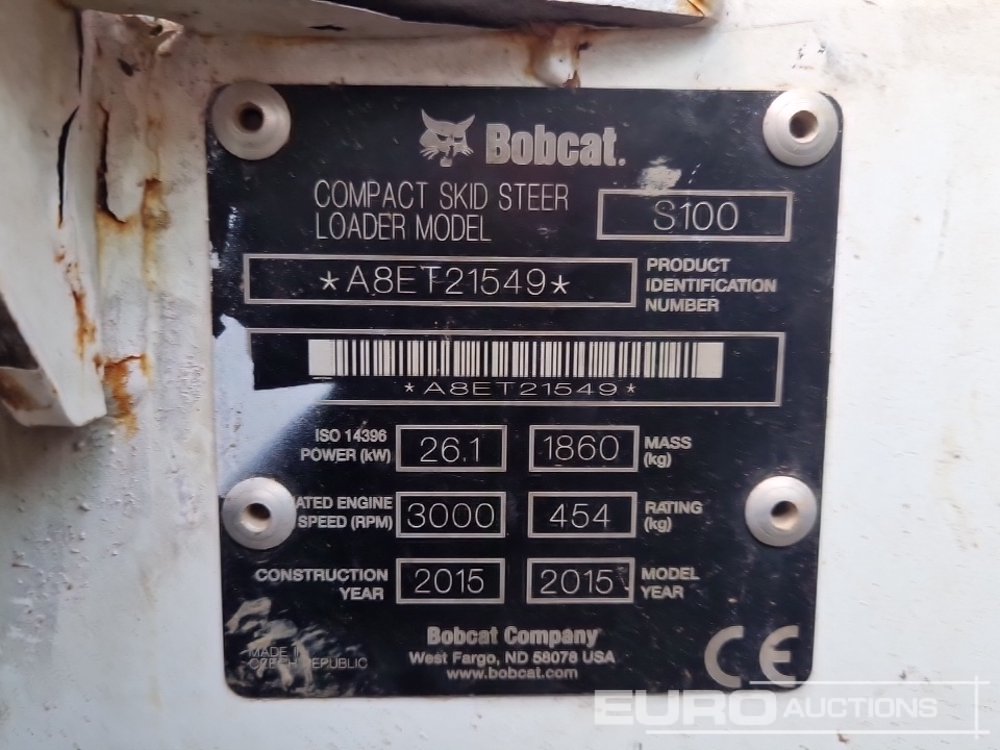 Bobcat.
COMPACT SKID STEER
LOADER MODEL
S100
*A8ET21549*
PRODUCT
IDENTIFICATION
NUMBER
*A8ET21549*
ISO 14396
POWER (kW)
26.1
1860
MASS
(kg)
ATED ENGINE
SPEED (RPM)
3000
454
RATING
(kg)
CONSTRUCTION
YEAR
2015
2015
MODEL
YEAR
MADE I
CZECH REPUBLIC
Bobcat Company
West Fargo, ND 58078 USA
www.bobcat.com
CE
EURO AUCTIONS